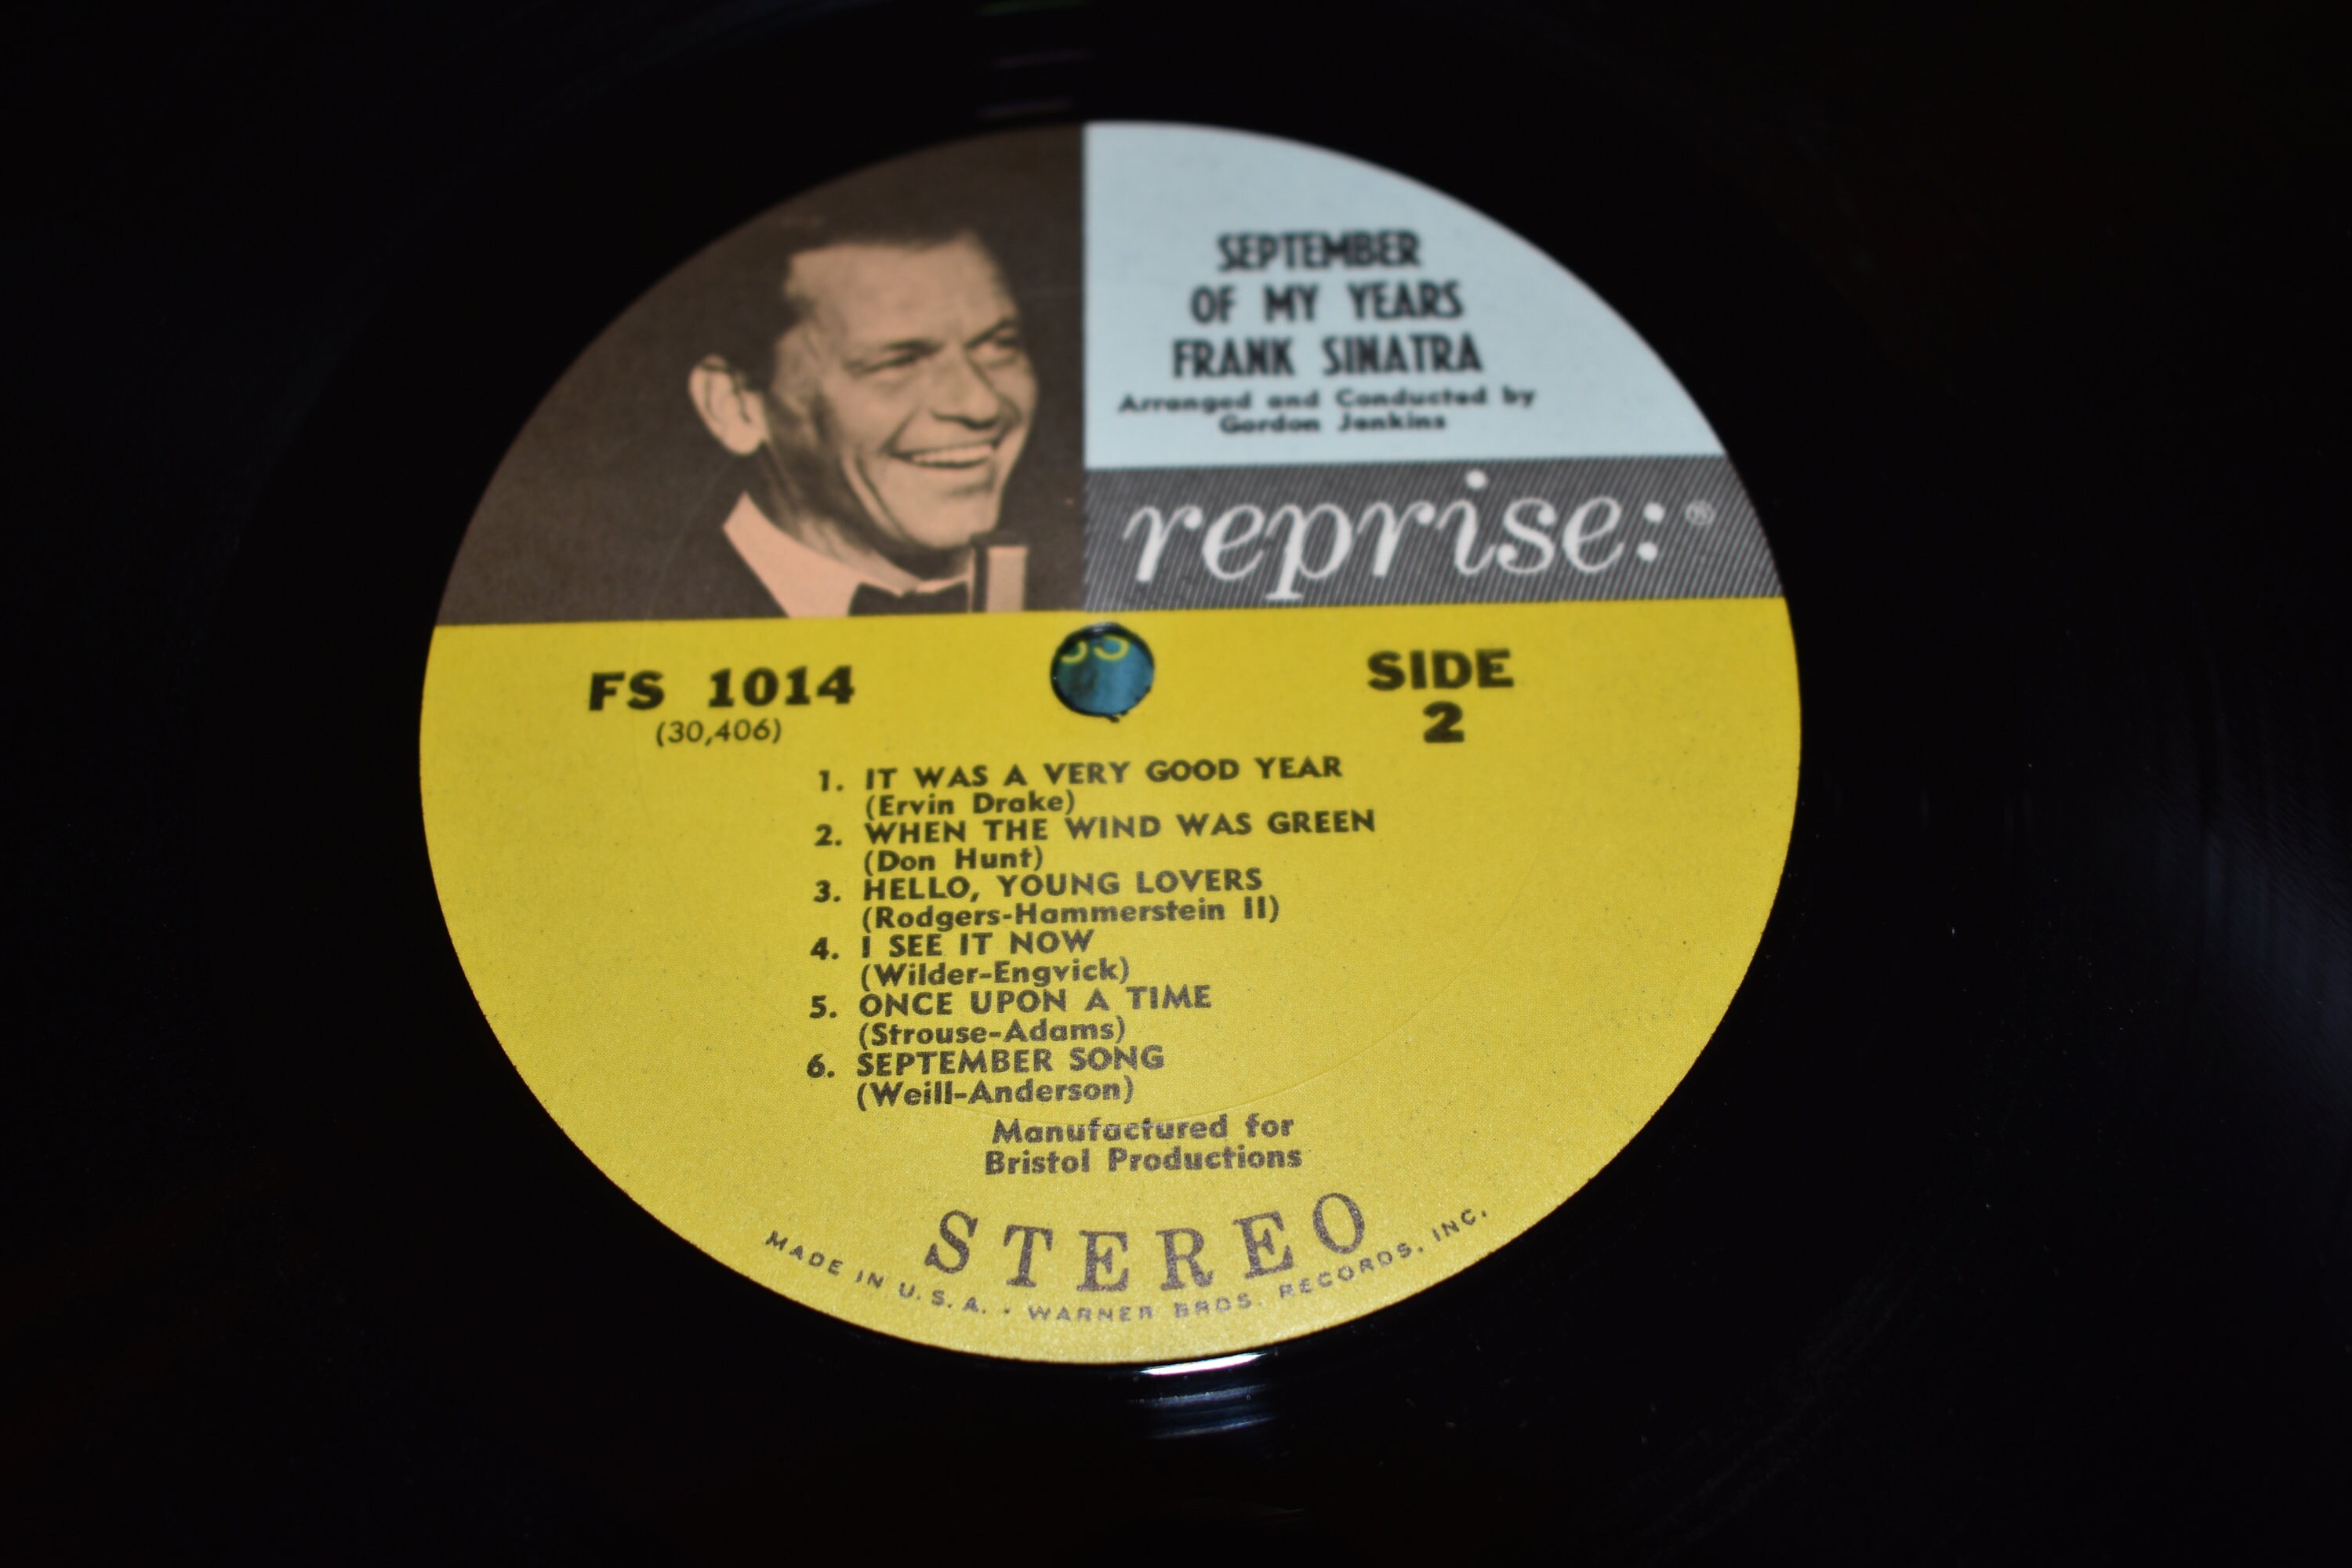 SEPTEMBER
OF MY YEARS
FRANK SINATRA
Arranged and Conducted by
Gordon Jenkins
reprise:®
FS 1014
(30,406)
SIDE
2
1. IT WAS A VERY GOOD YEAR
(Ervin Drake)
2. WHEN THE WIND WAS GREEN
(Don Hunt)
3. HELLO, YOUNG LOVERS
(Rodgers-Hammerstein II)
4. I SEE IT NOW
(Wilder-Engvick)
5. ONCE UPON A TIME
(Strouse-Adams)
6. SEPTEMBER SONG
(Weill-Anderson)
Manufactured for
Bristol Productions
STEREO
MADE IN U.S.A. · WARNER BROS. RECORDS, INC.